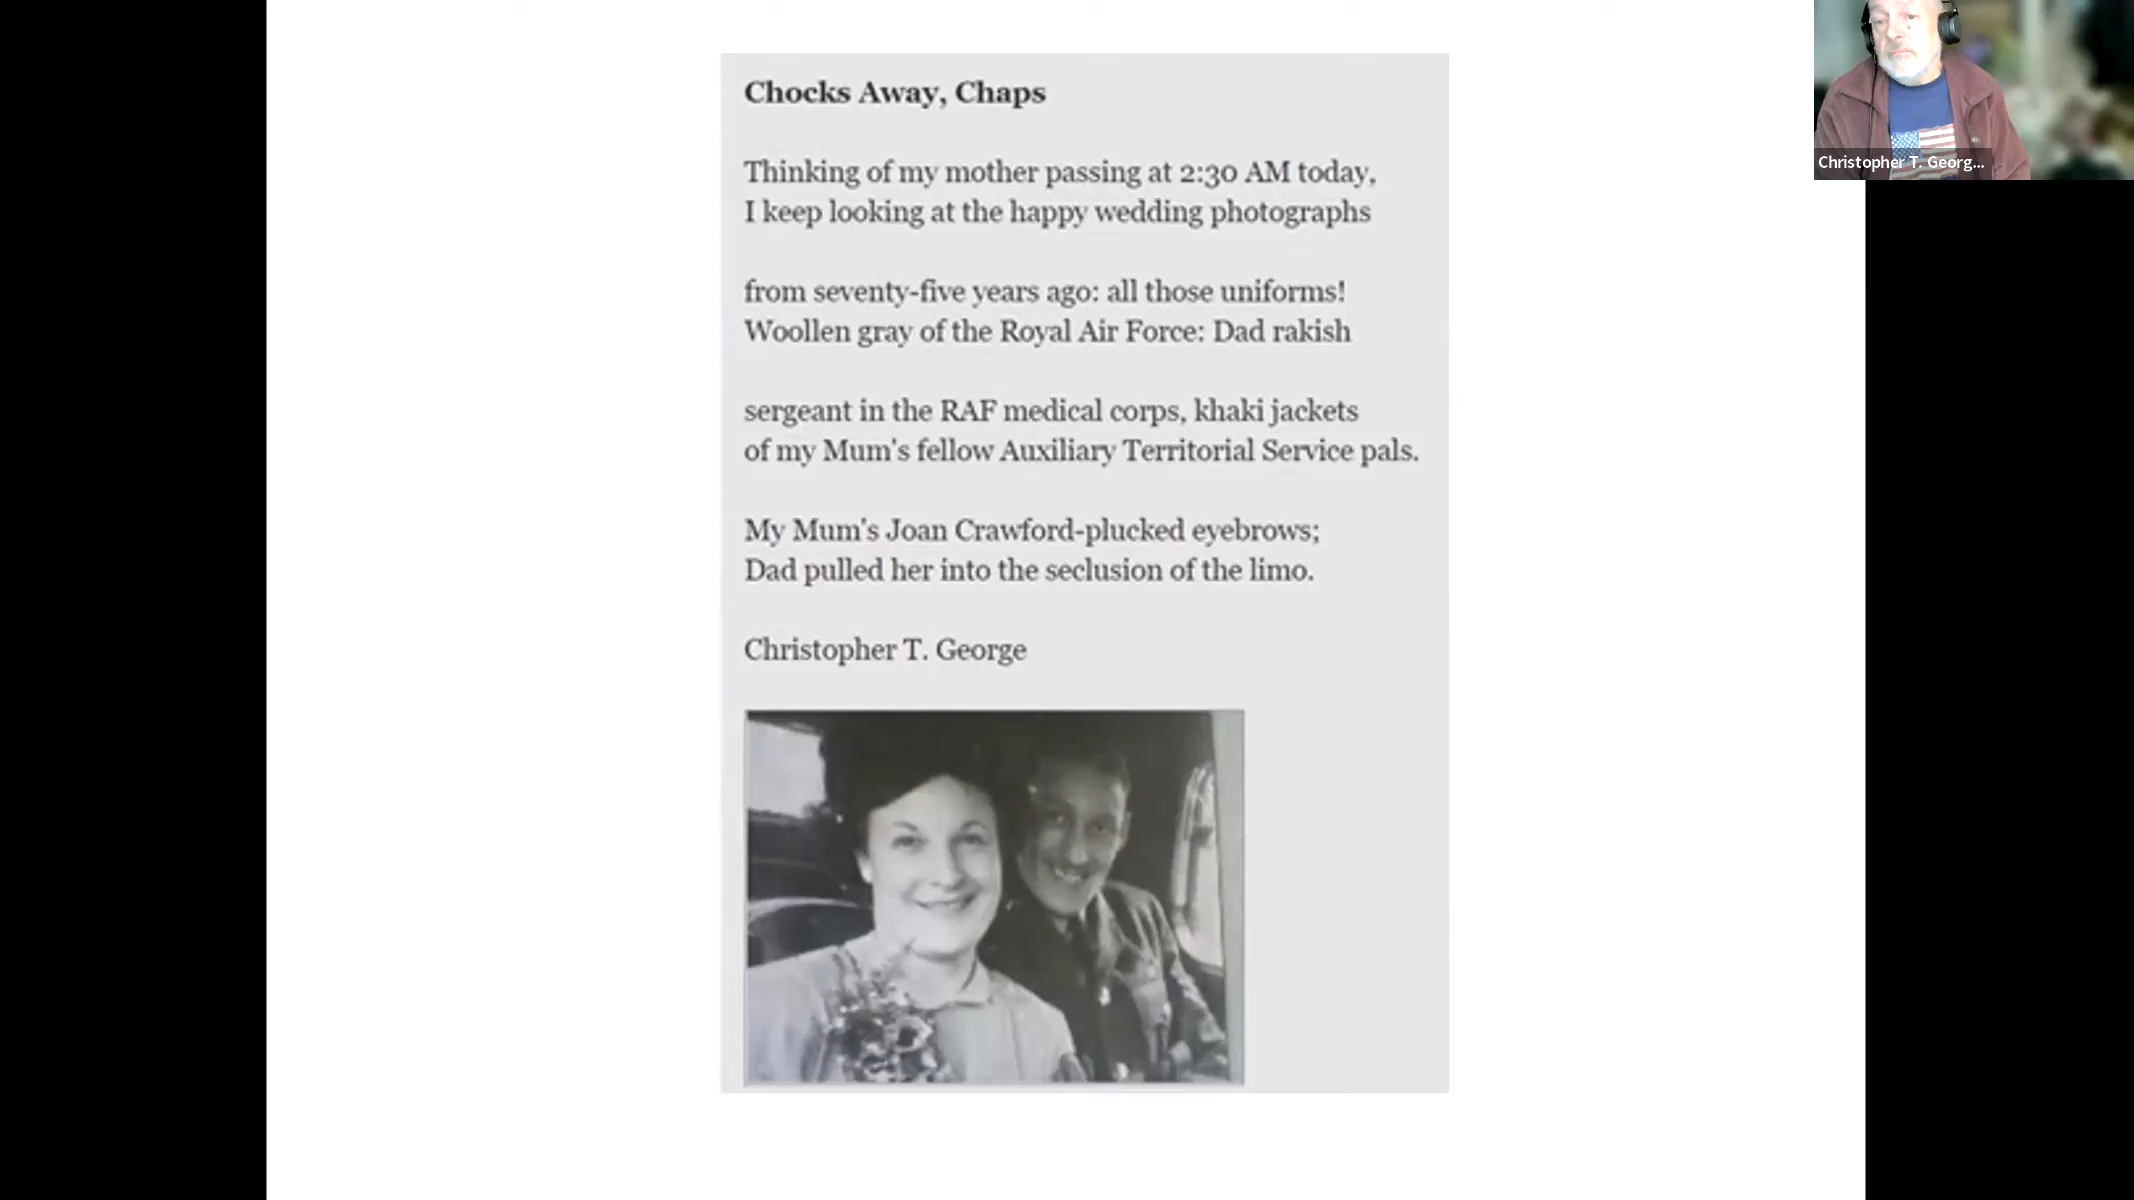 Chocks Away, Chaps
Thinking of my mother passing at 2:30 AM today,
I keep looking at the happy wedding photographs
from seventy-five years ago: all those uniforms!
Woollen gray of the Royal Air Force: Dad rakish
sergeant in the RAF medical corps, khaki jackets
of my Mum's fellow Auxiliary Territorial Service pals.
My Mum's Joan Crawford-plucked eyebrows;
Dad pulled her into the seclusion of the limo.
Christopher T. George
Christopher T. Georg...